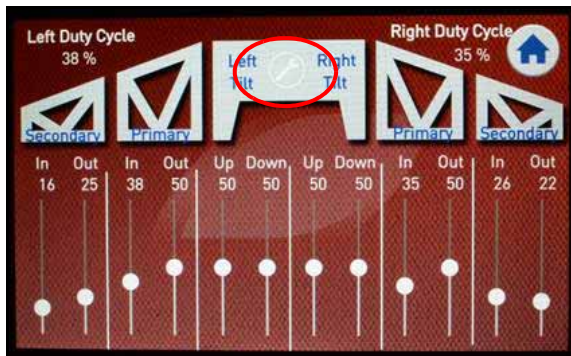 Left Duty Cycle
38 %
Right Duty Cycle
35 %
Left Tilt
Right Tilt
Secondary
Primary
Primary
Secondary
In Out In Out Up Down Up Down In Out In Out
16 25 38 50 50 50 50 50 35 50 26 22